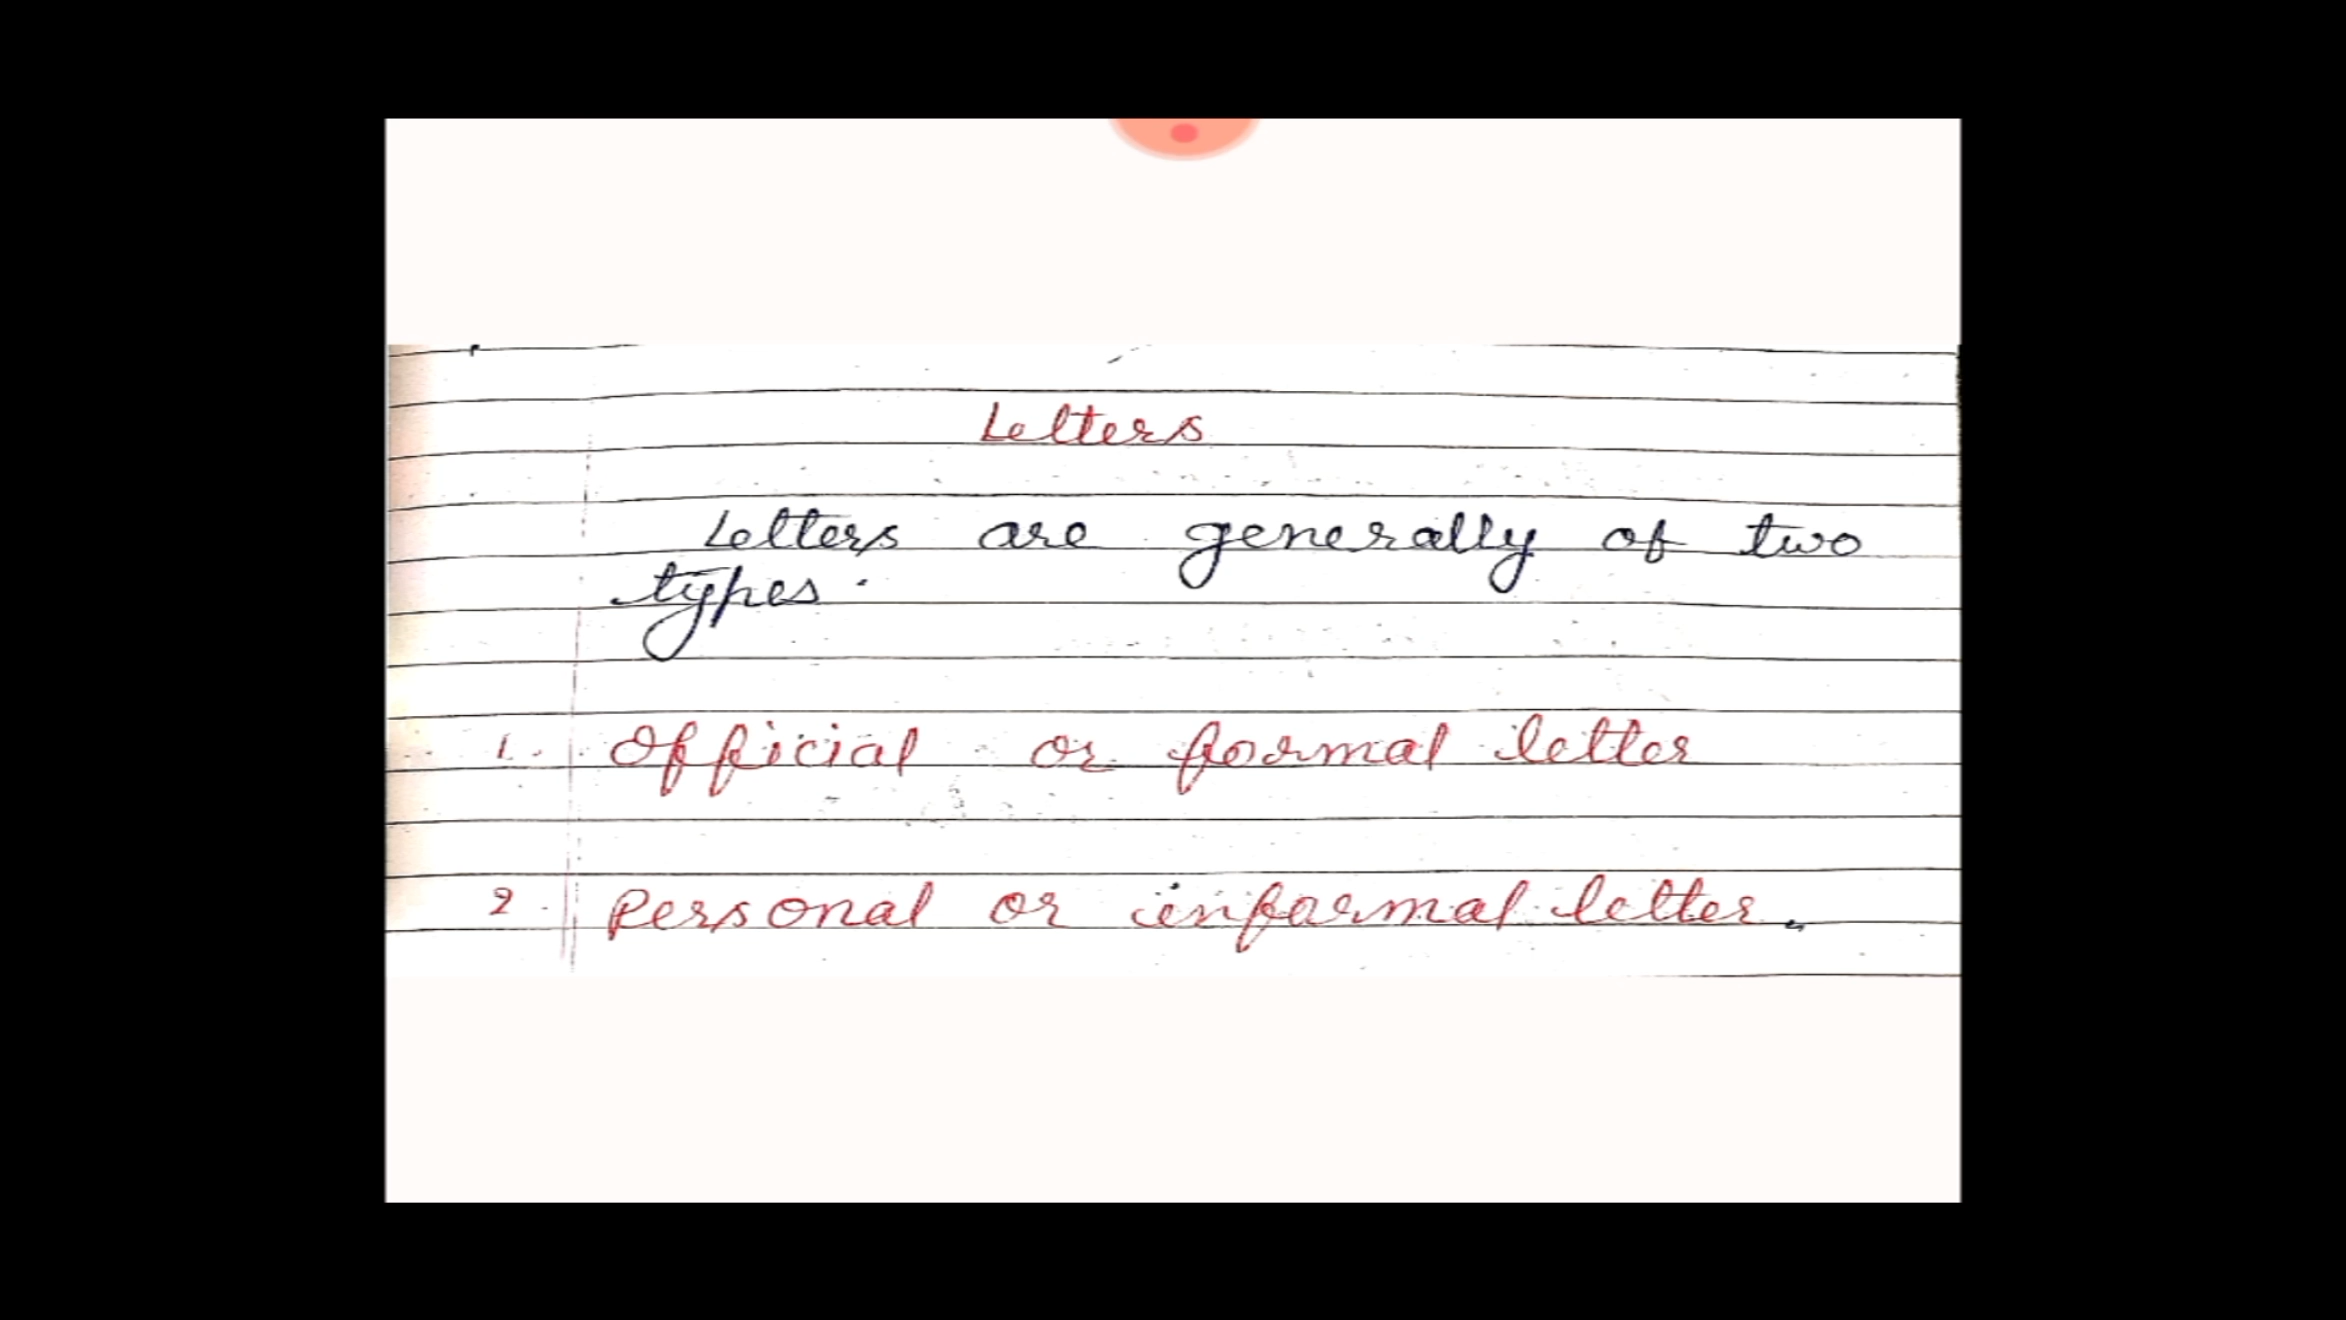 Letters
Letters are generally of two
types.
1. Official or formal letter
2. Personal or informal letter.